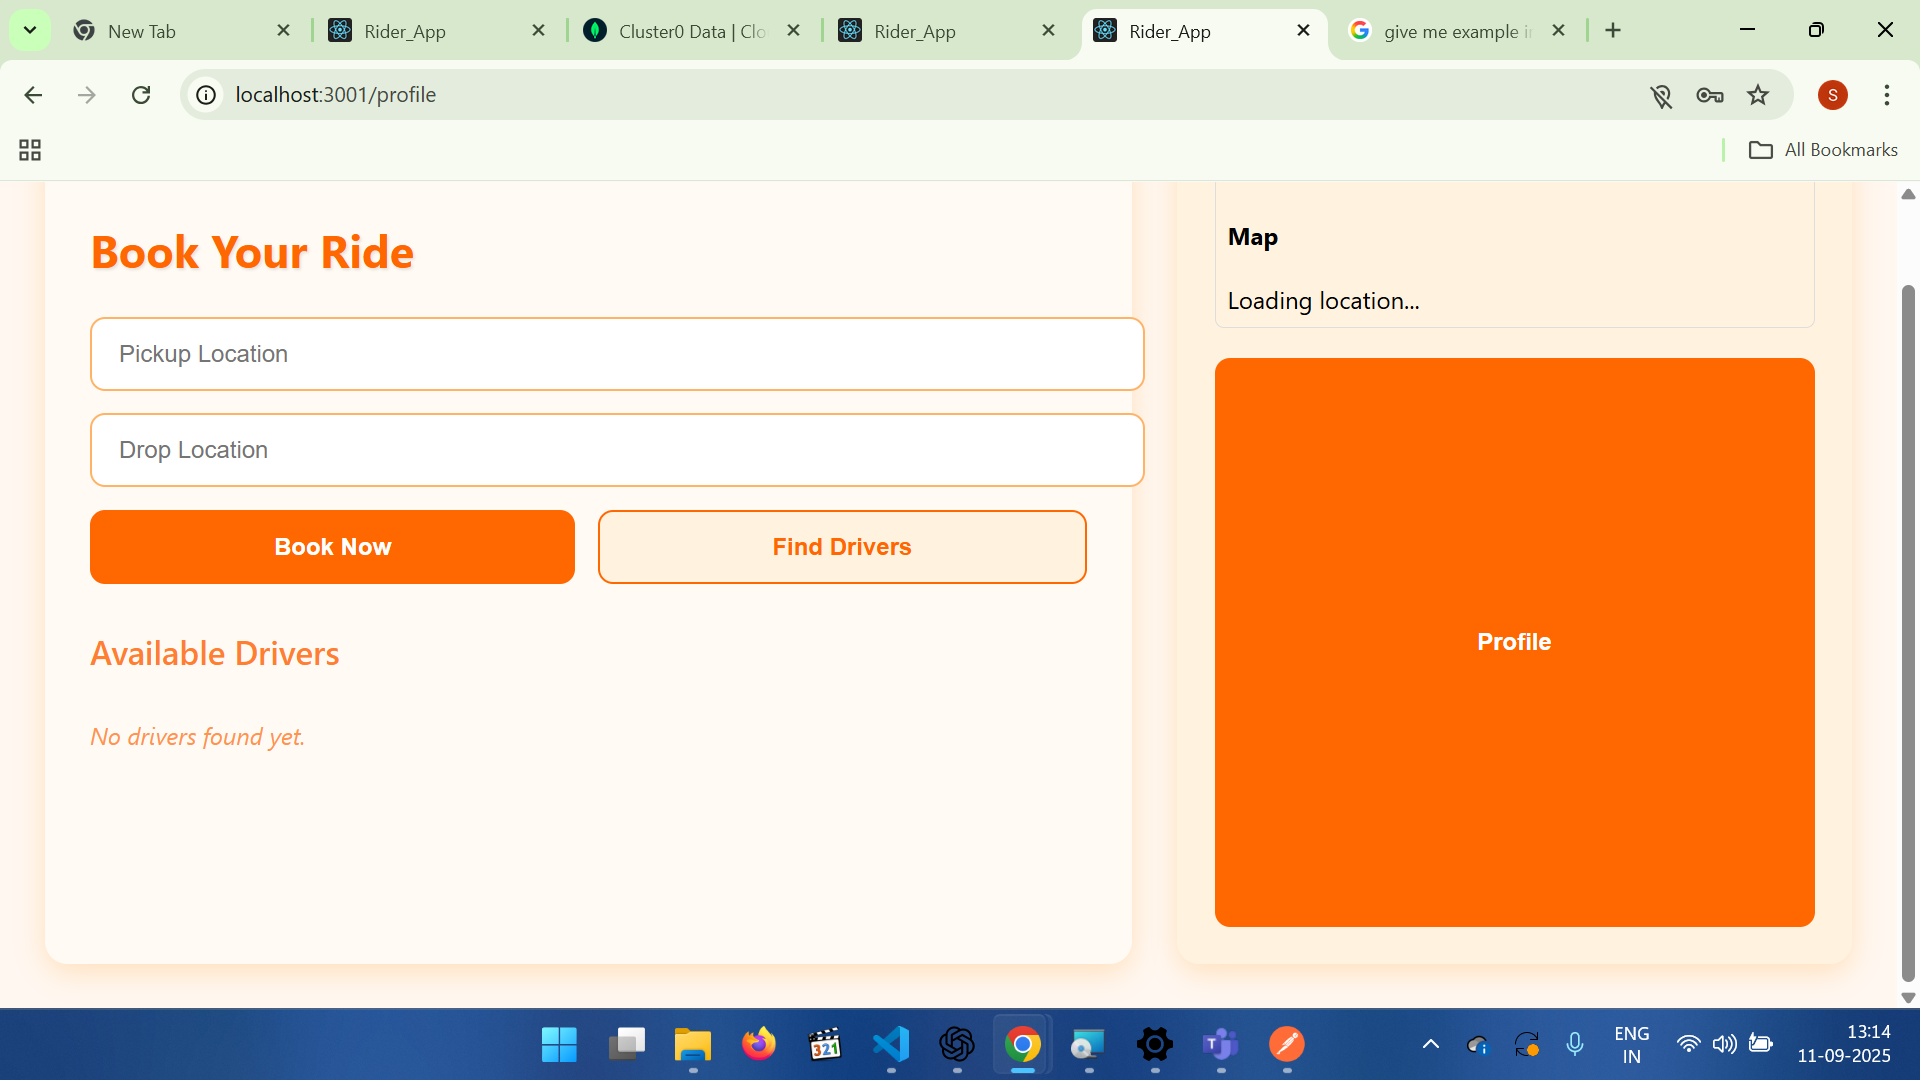 New Tab
Rider_App
Cluster0 Data | Clo
Rider_App
Rider_App
give me example in
localhost:3001/profile
S
All Bookmarks
Book Your Ride
Pickup Location
Drop Location
Book Now
Find Drivers
Available Drivers
No drivers found yet.
Map
Loading location...
Profile
321
T
ENG
IN
13:14
11-09-2025